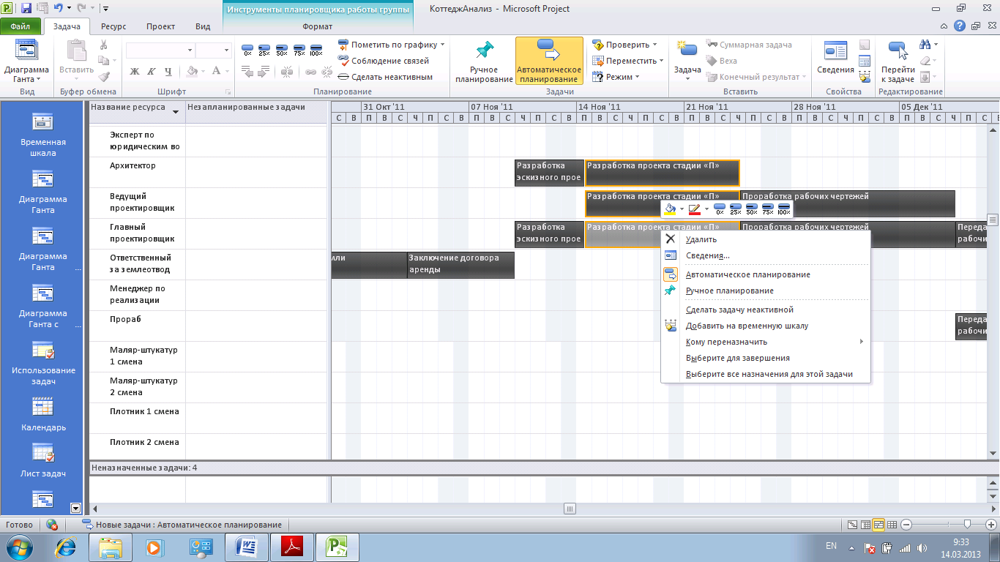 Инструменты планировщика работы группы
КоттеджАнализ - Microsoft Project
Файл Задача Ресурс Проект Вид Формат
Диаграмма Ганта
Вид
Вставить
Буфер обмена
Ж К Ч А
Шрифт
0% 25% 50% 75% 100%
Пометить по графику
Соблюдение связей
Сделать неактивным
Планирование
Ручное планирование
Автоматическое планирование
Проверить
Переместить
Режим
Задачи
Задача
Суммарная задача
Веха
Конечный результат
Вставить
Сведения
Свойства
Перейти к задаче
Редактирование
Временная шкала
Диаграмма Ганта
Диаграмма Ганта ...
Диаграмма Ганта с ...
Использование задач
Календарь
Лист задач
Название ресурса
Незапланированные задачи
31 Окт '11 07 Ноя '11 14 Ноя '11 21 Ноя '11 28 Ноя '11 05 Дек '11
С В П В Ч С П С В Ч П В П С Ч П С В П В Ч С П С В Ч П В П С Ч П С В П В Ч П С
Эксперт по
юридическим во
Архитектор
Разработка
эскизного прое
Разработка проекта стадии «П»
Ведущий
проектировщик
Разработка проекта стадии «П»
Проработка рабочих чертежей
0% 25% 50% 75% 100%
Главный
проектировщик
Разработка
эскизного прое
Разработка проекта стадии «П»
Проработка рабочих чертежей
Переда
рабочи
Ответственный
за землеотвод
или
Заключение договора
аренды
Менеджер по
реализации
Прораб
Переда
рабочи
Маляр-штукатур
1 смена
Маляр-штукатур
2 смена
Плотник 1 смена
Плотник 2 смена
Удалить
Сведения...
Автоматическое планирование
Ручное планирование
Сделать задачу неактивной
Добавить на временную шкалу
Кому переназначить
Выберите для завершения
Выберите все назначения для этой задачи
Неназначенные задачи: 4
Готово
Новые задачи : Автоматическое планирование
EN
9:33
14.03.2013